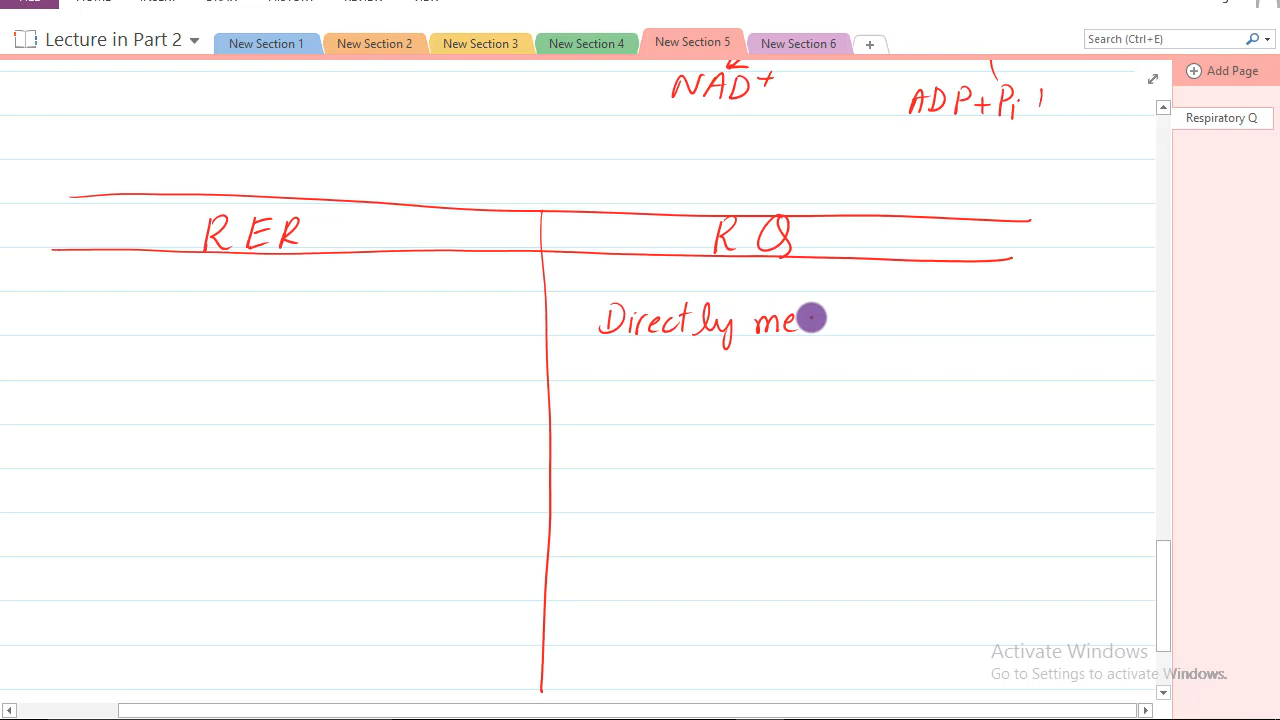 Lecture in Part 2
New Section 1
New Section 2
New Section 3
New Section 4
New Section 5
New Section 6
Search (Ctrl+E)
Add Page
Respiratory Q
NAD+
ADP+Pi
RER
RQ
Directly me
Activate Windows
Go to Settings to activate Windows.